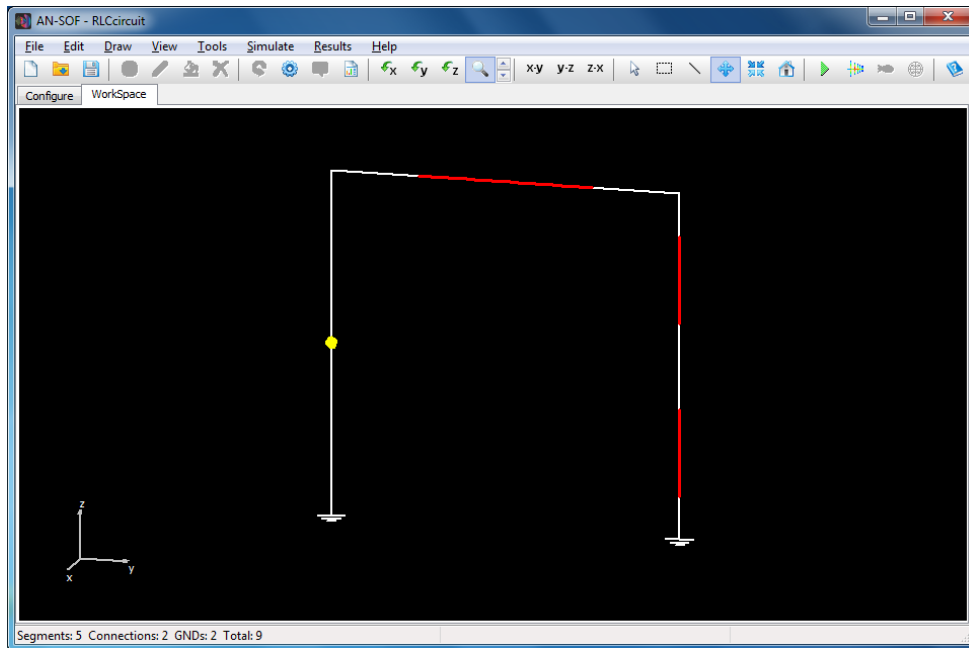 AN-SOF - RLCcircuit
File Edit Draw View Tools Simulate Results Help
x y z x-y y-z z-x
Configure WorkSpace
z
y
x
Segments: 5 Connections: 2 GNDs: 2 Total: 9